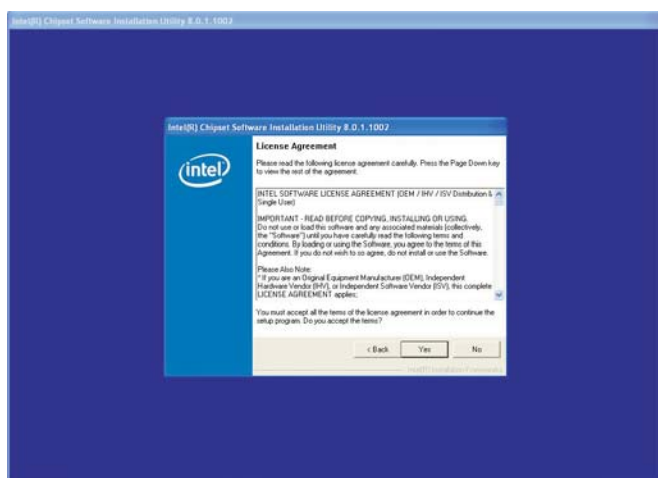 Intel(R) Chipset Software Installation Utility 8.0.1.1002
Intel(R) Chipset Software Installation Utility 8.0.1.1002
License Agreement
intel
Please read the following license agreement carefully. Press the Page Down key
to view the rest of the agreement.
INTEL SOFTWARE LICENSE AGREEMENT (OEM / IHV / ISV Distribution &
Single User)
IMPORTANT - READ BEFORE COPYING, INSTALLING OR USING.
Do not use or load this software and any associated materials (collectively,
the "Software") until you have carefully read the following terms and
conditions. By loading or using the Software, you agree to the terms of this
Agreement. If you do not wish to so agree, do not install or use the Software.
Please Also Note:
* If you are an Original Equipment Manufacturer (OEM), Independent
Hardware Vendor (IHV), or Independent Software Vendor (ISV), this complete
LICENSE AGREEMENT applies;
You must accept all the terms of the license agreement in order to continue the
setup program. Do you accept the terms?
< Back Yes No
Intel(R) Installation Framework